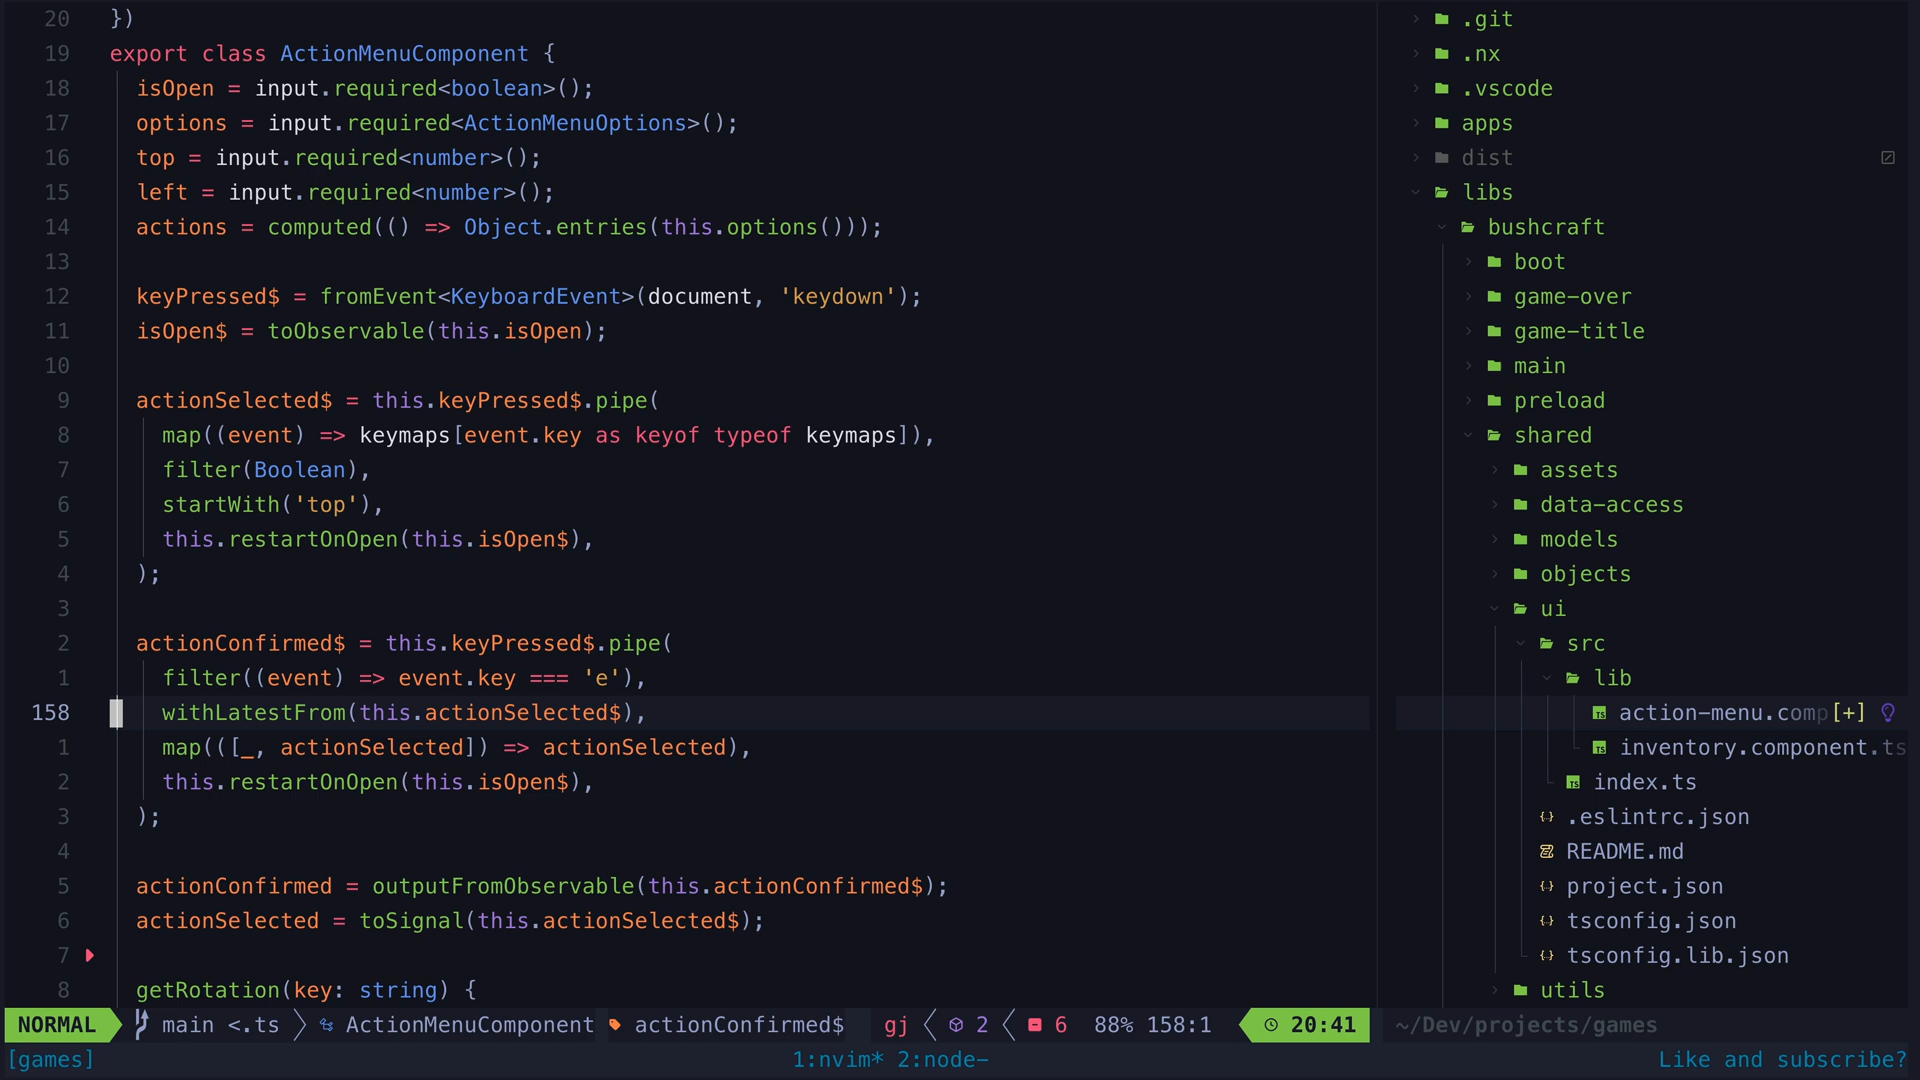 20 })
19 export class ActionMenuComponent {
18 isOpen = input.required<boolean>();
17 options = input.required<ActionMenuOptions>();
16 top = input.required<number>();
15 left = input.required<number>();
14 actions = computed(() => Object.entries(this.options()));
13
12 keyPressed$ = fromEvent<KeyboardEvent>(document, 'keydown');
11 isOpen$ = toObservable(this.isOpen);
10
9 actionSelected$ = this.keyPressed$.pipe(
8 map((event) => keymaps[event.key as keyof typeof keymaps]),
7 filter(Boolean),
6 startWith('top'),
5 this.restartOnOpen(this.isOpen$),
4 );
3
2 actionConfirmed$ = this.keyPressed$.pipe(
1 filter((event) => event.key === 'e'),
158 withLatestFrom(this.actionSelected$),
1 map(([_, actionSelected]) => actionSelected),
2 this.restartOnOpen(this.isOpen$),
3 );
4
5 actionConfirmed = outputFromObservable(this.actionConfirmed$);
6 actionSelected = toSignal(this.actionSelected$);
7
8 getRotation(key: string) {
.git
.nx
.vscode
apps
dist
libs
bushcraft
boot
game-over
game-title
main
preload
shared
assets
data-access
models
objects
ui
src
lib
action-menu.comp[+]
inventory.component.ts
index.ts
.eslintrc.json
README.md
project.json
tsconfig.json
tsconfig.lib.json
utils
NORMAL main <.ts ActionMenuComponent actionConfirmed$ gj 2 6 88% 158:1 20:41 ~/Dev/projects/games
[games] 1:nvim* 2:node- Like and subscribe?